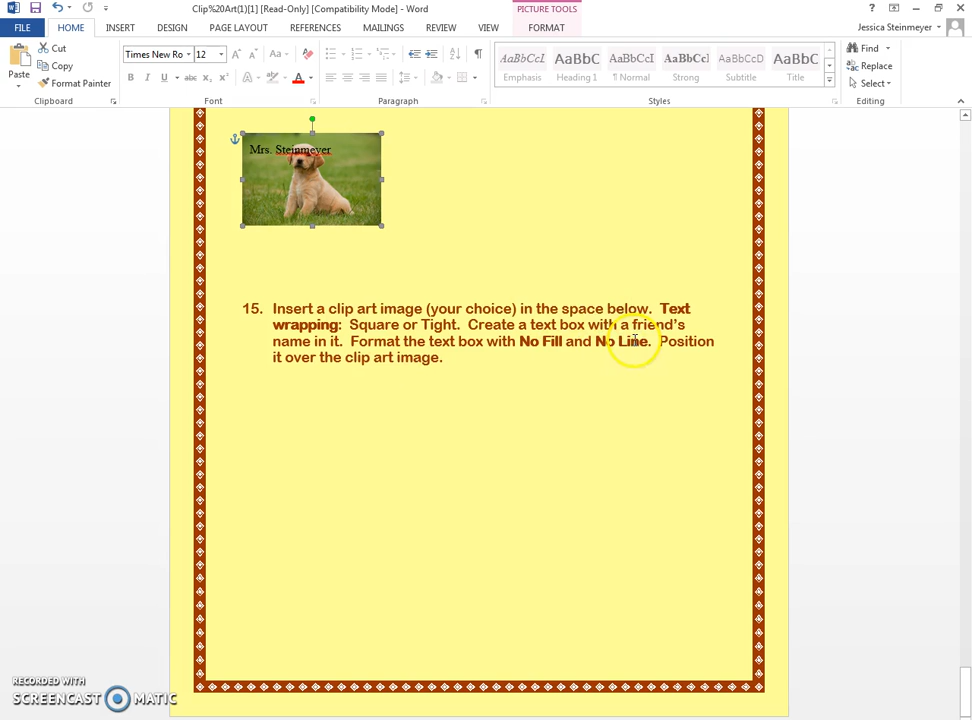 Clip%20Art(1)[1] [Read-Only] [Compatibility Mode] - Word
PICTURE TOOLS
FILE HOME INSERT DESIGN PAGE LAYOUT REFERENCES MAILINGS REVIEW VIEW FORMAT
Jessica Steinmeyer
Paste
Cut
Copy
Format Painter
Clipboard
Times New Ro 12
Font
Paragraph
AaBbCcI AaBbC AaBbCcI AaBbCc AaBbCcD AaBbC
Emphasis Heading 1 ¶ Normal Strong Subtitle Title
Styles
Find
Replace
Select
Editing
Mrs. Steinmeyer
15. Insert a clip art image (your choice) in the space below. Text
wrapping: Square or Tight. Create a text box with a friend's
name in it. Format the text box with No Fill and No Line. Position
it over the clip art image.
RECORDED WITH
SCREENCAST MATIC